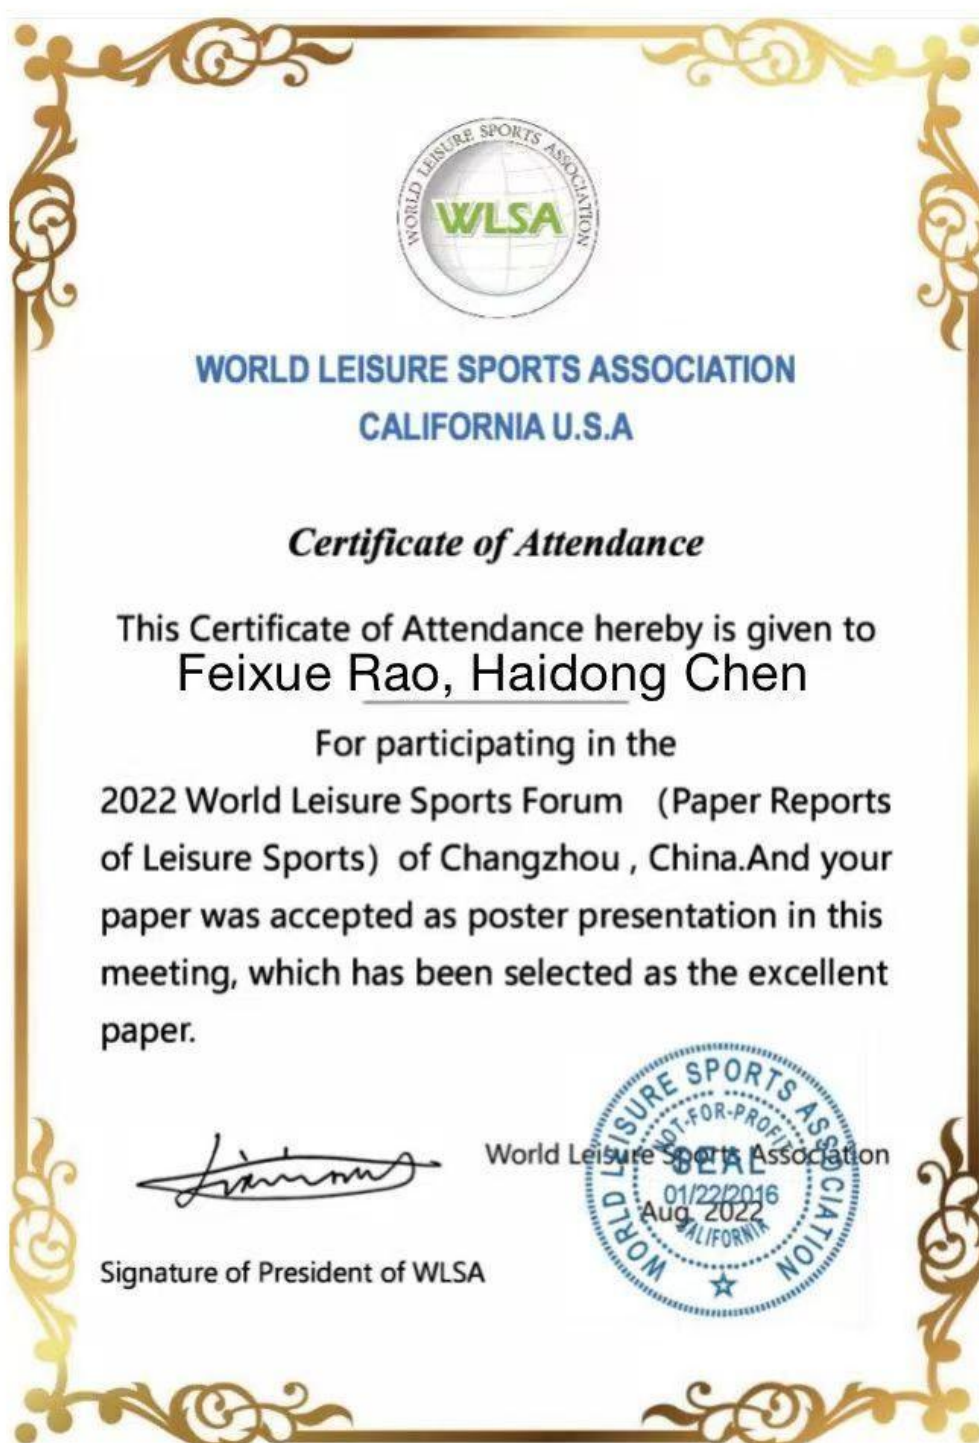 WORLD LEISURE SPORTS ASSOCIATION
WLSA
WORLD LEISURE SPORTS ASSOCIATION
CALIFORNIA U.S.A
Certificate of Attendance
This Certificate of Attendance hereby is given to
Feixue Rao, Haidong Chen
For participating in the
2022 World Leisure Sports Forum （Paper Reports
of Leisure Sports）of Changzhou , China.And your
paper was accepted as poster presentation in this
meeting, which has been selected as the excellent
paper.
World Leisure Sports Association
Aug, 2022
WORLD LEISURE SPORTS ASSOCIATION
NOT-FOR-PROFIT
SEAL
01/22/2016
CALIFORNIA
Signature of President of WLSA